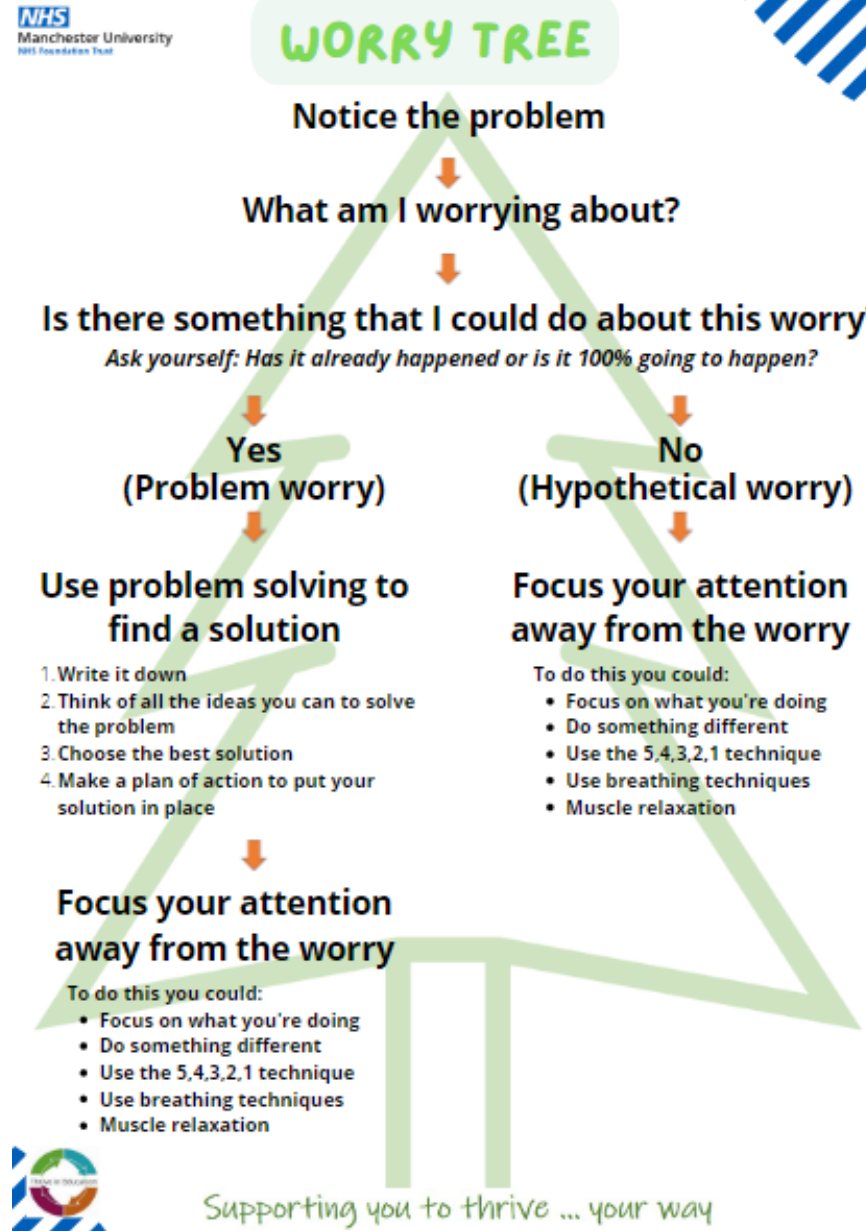 NHS
Manchester University
NHS Foundation Trust
WORRY TREE
Notice the problem
What am I worrying about?
Is there something that I could do about this worry?
Ask yourself: Has it already happened or is it 100% going to happen?
Yes
(Problem worry)
Use problem solving to
find a solution
1. Write it down
2. Think of all the ideas you can to solve
the problem
3. Choose the best solution
4. Make a plan of action to put your
solution in place
Focus your attention
away from the worry
To do this you could:
• Focus on what you're doing
• Do something different
• Use the 5,4,3,2,1 technique
• Use breathing techniques
• Muscle relaxation
No
(Hypothetical worry)
Focus your attention
away from the worry
To do this you could:
• Focus on what you're doing
• Do something different
• Use the 5,4,3,2,1 technique
• Use breathing techniques
• Muscle relaxation
Thrive in Education
Supporting you to thrive ... your way